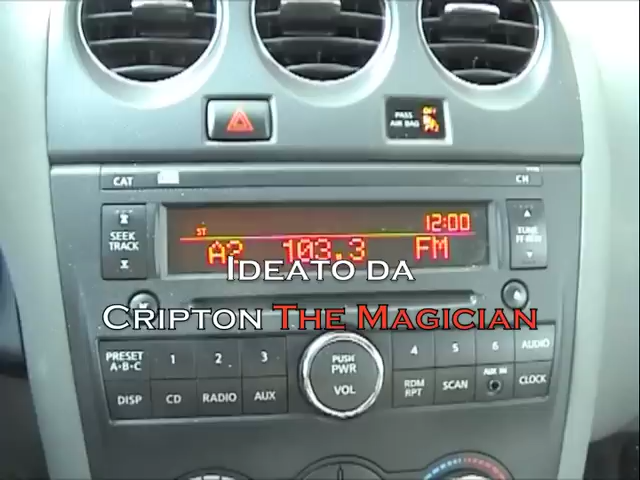 PASS AIR BAG OFF
CAT
CH
SEEK TRACK
ST
12:00
A2 103.3 FM
TUNE
IDEATO DA
CRIPTON THE MAGICIAN
PRESET A·B·C 1 2 3
PUSH PWR VOL
4 5 6 AUDIO
DISP CD RADIO AUX
RDM RPT SCAN AUX IN CLOCK